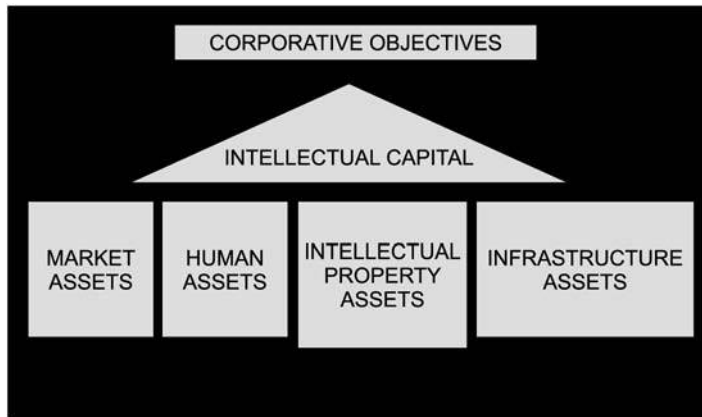 CORPORATIVE OBJECTIVES
INTELLECTUAL CAPITAL
MARKET
ASSETS
HUMAN
ASSETS
INTELLECTUAL
PROPERTY
ASSETS
INFRASTRUCTURE
ASSETS